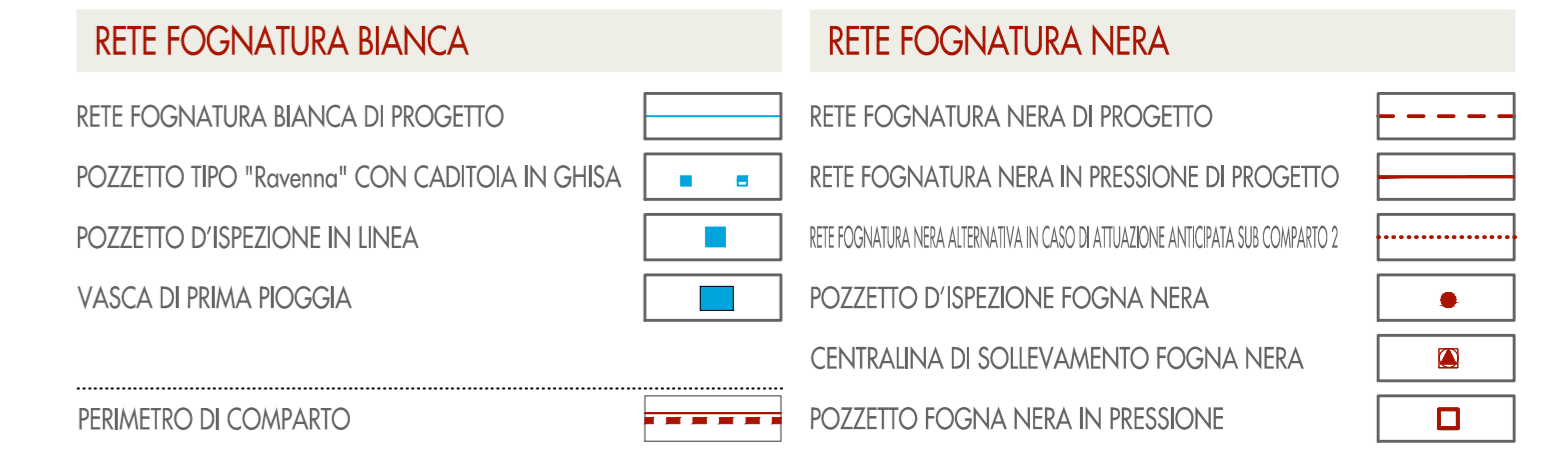 RETE FOGNATURA BIANCA
RETE FOGNATURA BIANCA DI PROGETTO
POZZETTO TIPO "Ravenna" CON CADITOIA IN GHISA
POZZETTO D'ISPEZIONE IN LINEA
VASCA DI PRIMA PIOGGIA
PERIMETRO DI COMPARTO
RETE FOGNATURA NERA
RETE FOGNATURA NERA DI PROGETTO
RETE FOGNATURA NERA IN PRESSIONE DI PROGETTO
RETE FOGNATURA NERA ALTERNATIVA IN CASO DI ATTUAZIONE ANTICIPATA SUB COMPARTO 2
POZZETTO D'ISPEZIONE FOGNA NERA
CENTRALINA DI SOLLEVAMENTO FOGNA NERA
POZZETTO FOGNA NERA IN PRESSIONE